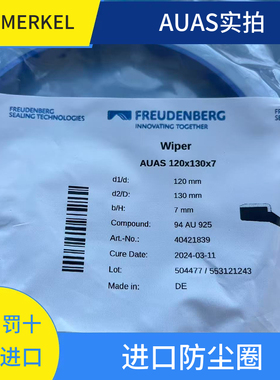 MERKEL
AUAS实拍
FREUDENBERG
SEALING TECHNOLOGIES
FREUDENBERG
INNOVATING TOGETHER
Wiper
AUAS 120x130x7
d1/d: 120 mm
d2/D: 130 mm
b/H: 7 mm
Compound: 94 AU 925
Art.-No.: 40421839
Cure Date: 2024-03-11
Lot: 504477 / 553121243
Made in: DE
罚十
进口
进口防尘圈